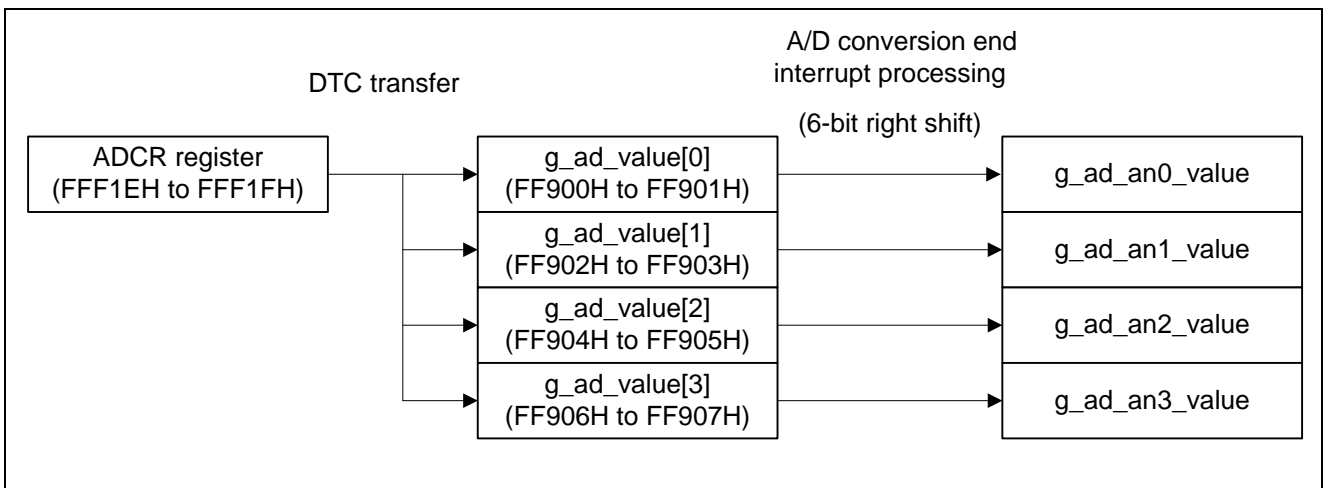 DTC transfer
A/D conversion end
interrupt processing
(6-bit right shift)
ADCR register
(FFF1EH to FFF1FH)
g_ad_value[0]
(FF900H to FF901H)
g_ad_an0_value
g_ad_value[1]
(FF902H to FF903H)
g_ad_an1_value
g_ad_value[2]
(FF904H to FF905H)
g_ad_an2_value
g_ad_value[3]
(FF906H to FF907H)
g_ad_an3_value